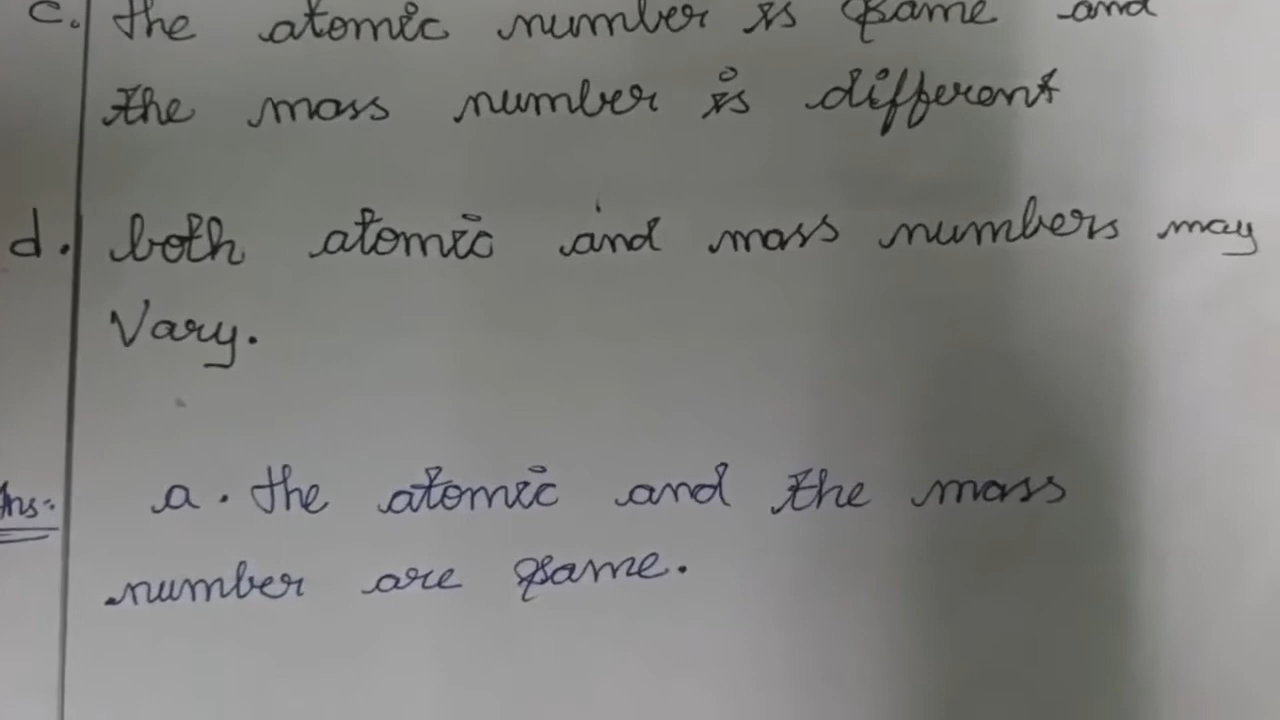 c. the atomic number is same and
the mass number is different
d. both atomic and mass numbers may
Vary.
Ans:- a. the atomic and the mass
number are same.